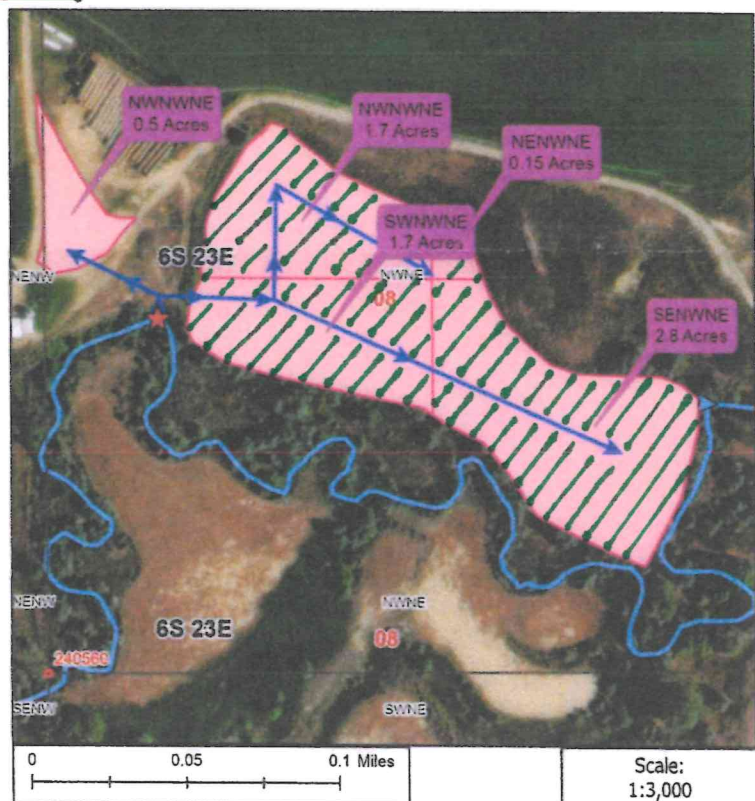 NWNWNE
0.5 Acres
NWNWNE
1.7 Acres
NENWNE
0.15 Acres
SWNWNE
1.7 Acres
6S 23E
NENW
NWNE
08
SENWNE
2.8 Acres
NENW
6S 23E
NWNE
08
240560
SENW
SWNE
0 0.05 0.1 Miles
Scale:
1:3,000